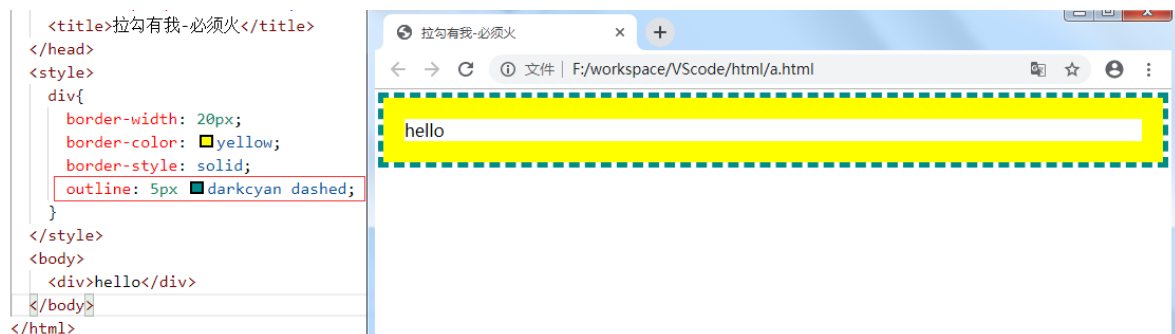 <title>拉勾有我-必须火</title>
</head>
<style>
div{
border-width: 20px;
border-color: yellow;
border-style: solid;
outline: 5px darkcyan dashed;
}
</style>
<body>
<div>hello</div>
</body>
</html>
拉勾有我-必须火
文件 | F:/workspace/VScode/html/a.html
hello